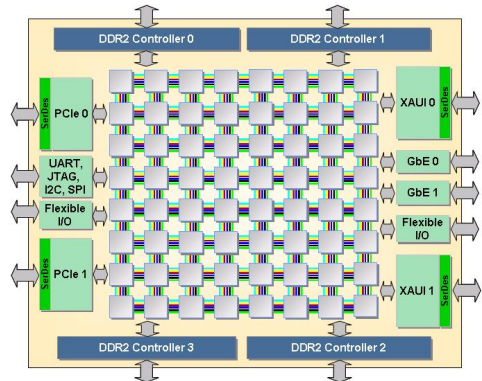 DDR2 Controller 0
DDR2 Controller 1
SerDes
PCIe 0
XAUI 0
SerDes
UART,
JTAG,
I2C, SPI
GbE 0
GbE 1
Flexible
I/O
Flexible
I/O
SerDes
PCIe 1
XAUI 1
SerDes
DDR2 Controller 3
DDR2 Controller 2